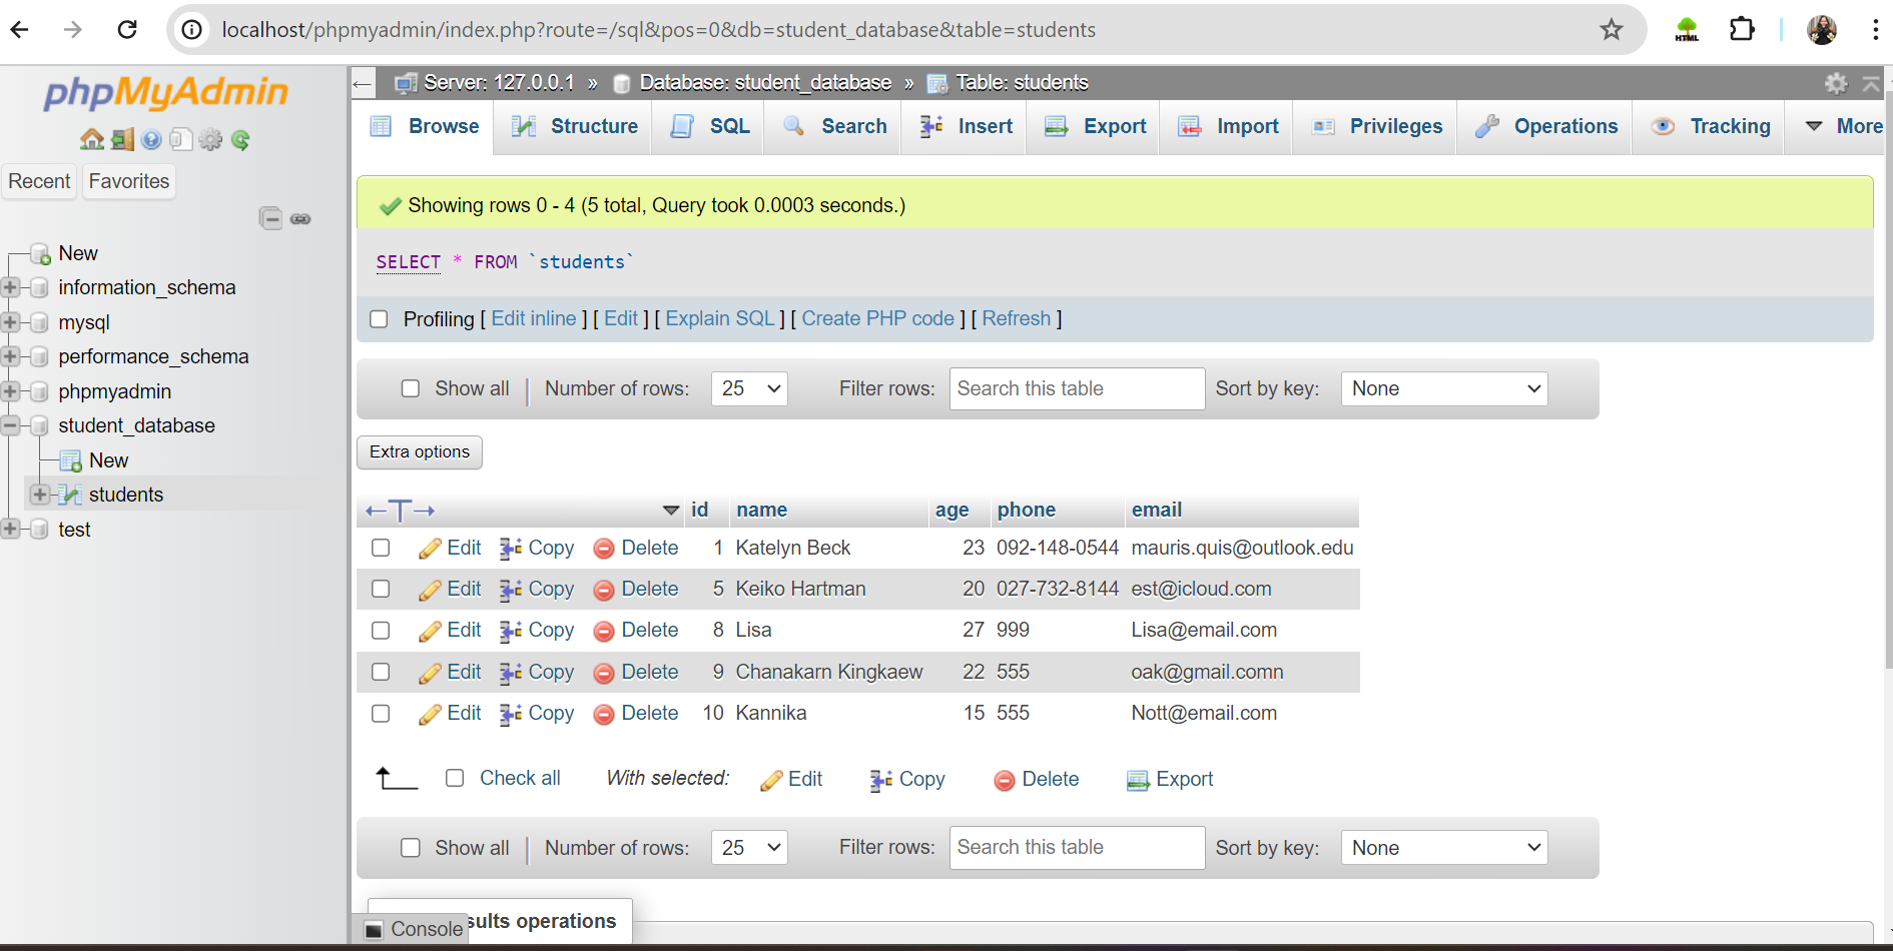 localhost/phpmyadmin/index.php?route=/sql&pos=0&db=student_database&table=students
HTML
phpMyAdmin
Recent Favorites
New
information_schema
mysql
performance_schema
phpmyadmin
student_database
New
students
test
Server: 127.0.0.1 » Database: student_database » Table: students
Browse Structure SQL Search Insert Export Import Privileges Operations Tracking More
Showing rows 0 - 4 (5 total, Query took 0.0003 seconds.)
SELECT * FROM `students`
Profiling [ Edit inline ] [ Edit ] [ Explain SQL ] [ Create PHP code ] [ Refresh ]
Show all | Number of rows: 25 Filter rows: Search this table Sort by key: None
Extra options
←T→ id name age phone email
Edit Copy Delete 1 Katelyn Beck 23 092-148-0544 mauris.quis@outlook.edu
Edit Copy Delete 5 Keiko Hartman 20 027-732-8144 est@icloud.com
Edit Copy Delete 8 Lisa 27 999 Lisa@email.com
Edit Copy Delete 9 Chanakarn Kingkaew 22 555 oak@gmail.comn
Edit Copy Delete 10 Kannika 15 555 Nott@email.com
Check all With selected: Edit Copy Delete Export
Show all | Number of rows: 25 Filter rows: Search this table Sort by key: None
Console sults operations